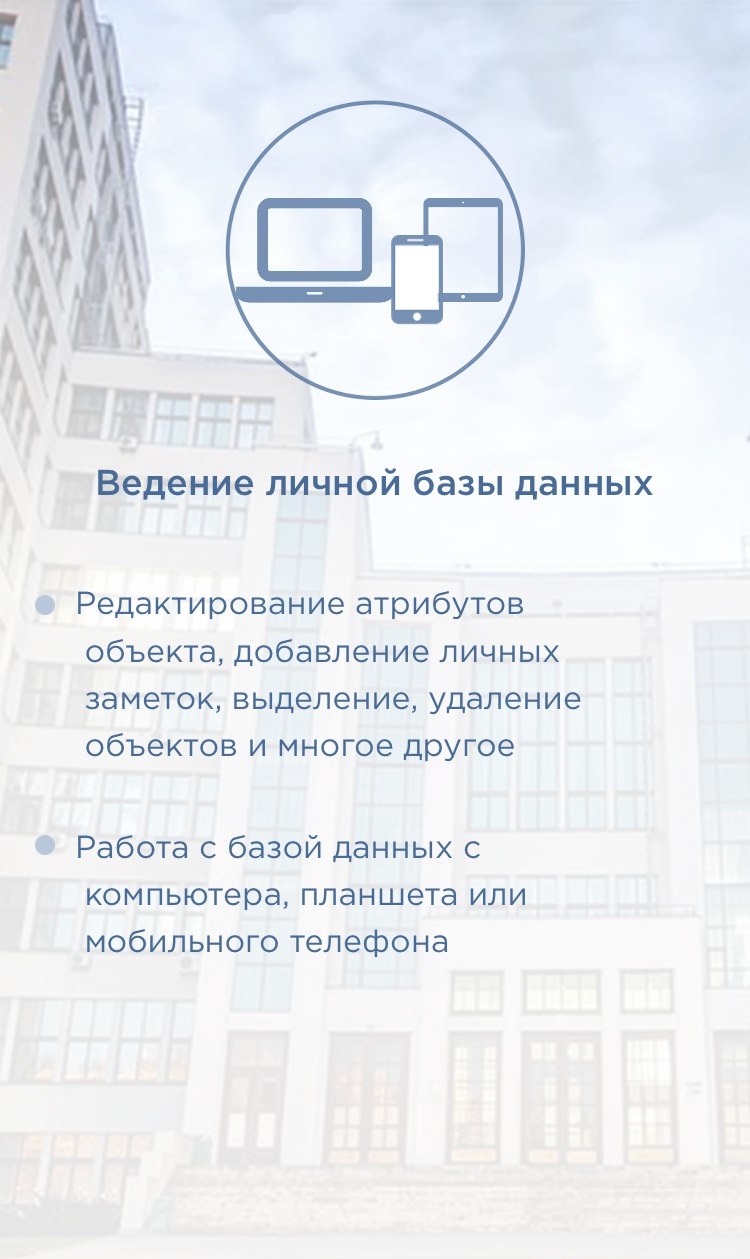 Ведение личной базы данных
Редактирование атрибутов
объекта, добавление личных
заметок, выделение, удаление
объектов и многое другое
Работа с базой данных с
компьютера, планшета или
мобильного телефона